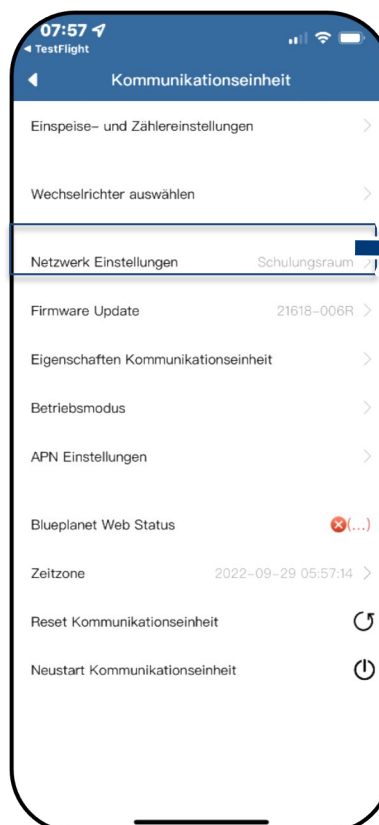 07:57
◀ TestFlight
Kommunikationseinheit
Einspeise- und Zählereinstellungen
Wechselrichter auswählen
Netzwerk Einstellungen Schulungsraum
Firmware Update 21618-006R
Eigenschaften Kommunikationseinheit
Betriebsmodus
APN Einstellungen
Blueplanet Web Status (...)
Zeitzone 2022-09-29 05:57:14
Reset Kommunikationseinheit
Neustart Kommunikationseinheit